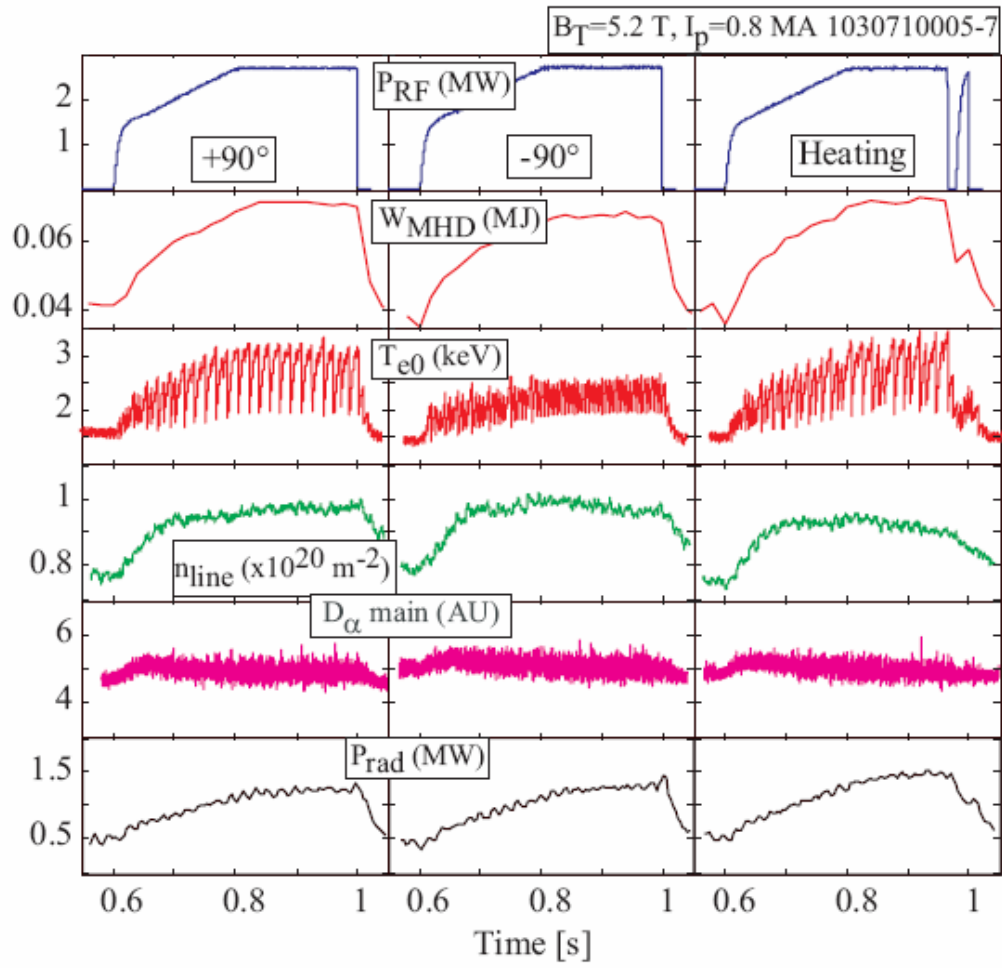 B_T=5.2 T, I_p=0.8 MA 1030710005-7
P_RF (MW)
2
1
+90°
-90°
Heating
W_MHD (MJ)
0.06
0.04
T_e0 (keV)
3
2
1
0.8
n_line (x10^20 m^-2)
D_α main (AU)
6
4
P_rad (MW)
1.5
0.5
0.6 0.8 1 0.6 0.8 1 0.6 0.8 1
Time [s]